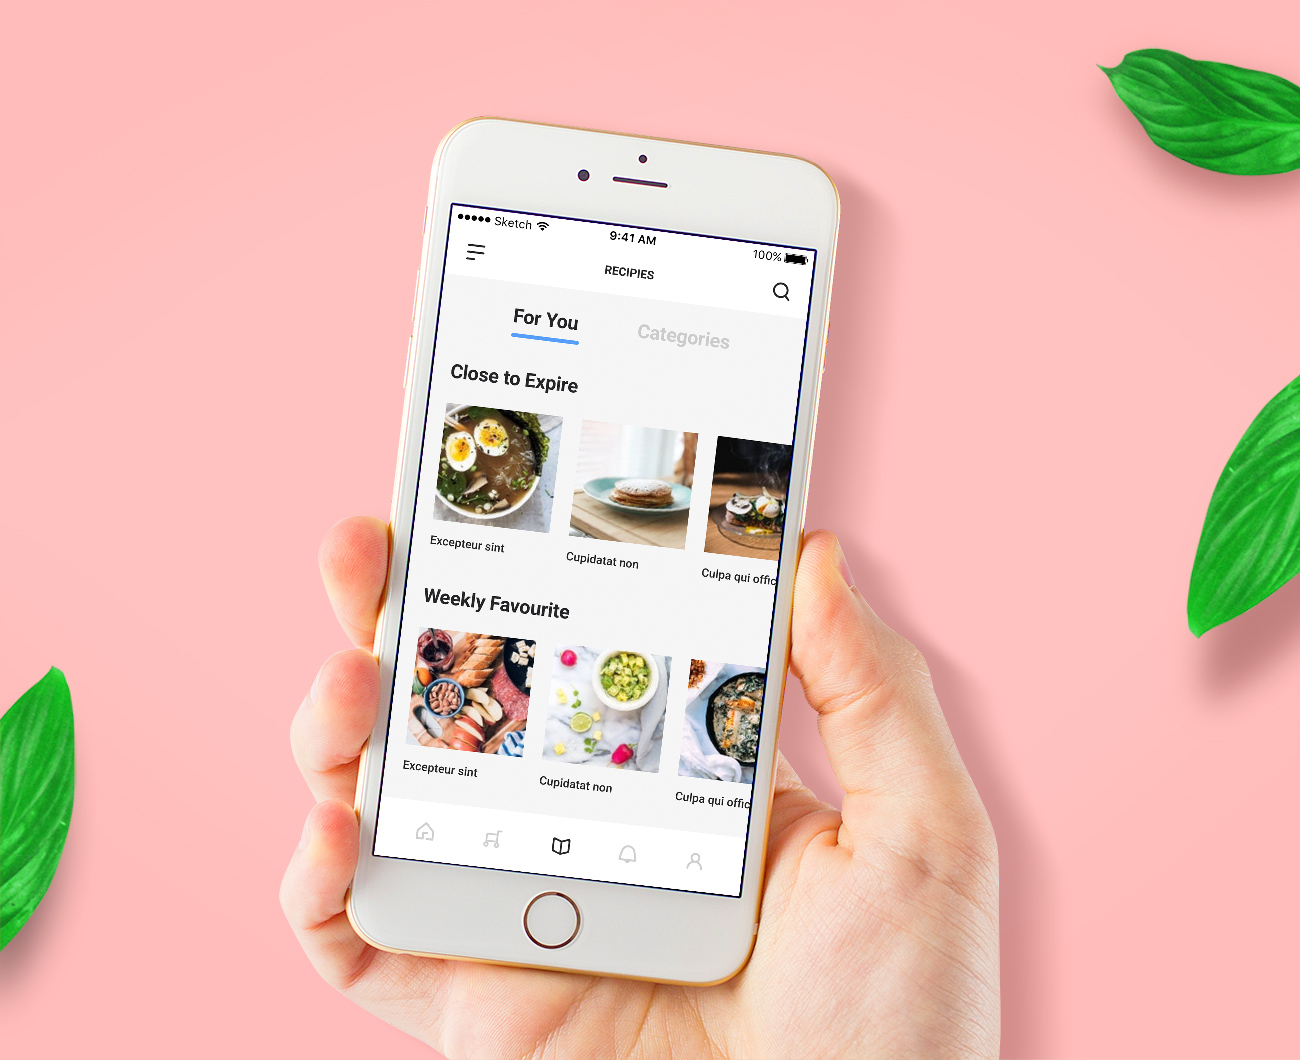 Sketch
9:41 AM
100%
RECIPIES
For You
Categories
Close to Expire
Excepteur sint
Cupidatat non
Culpa qui offic
Weekly Favourite
Excepteur sint
Cupidatat non
Culpa qui offic